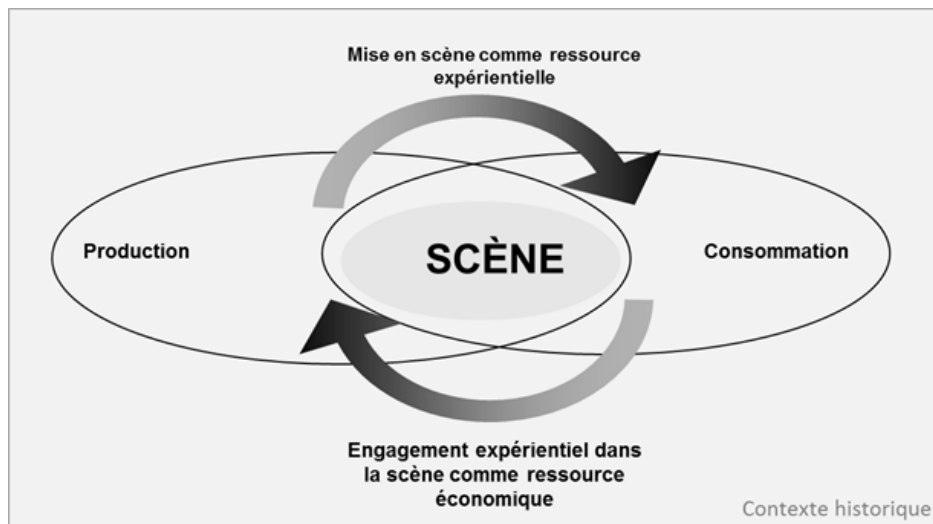 Mise en scène comme ressource
expérientielle
Production
SCÈNE
Consommation
Engagement expérientiel dans
la scène comme ressource
économique
Contexte historique